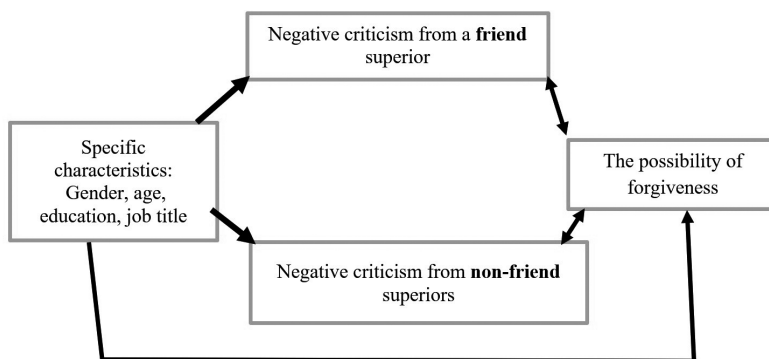 Negative criticism from a friend
superior
Specific
characteristics:
Gender, age,
education, job title
The possibility of
forgiveness
Negative criticism from non-friend
superiors